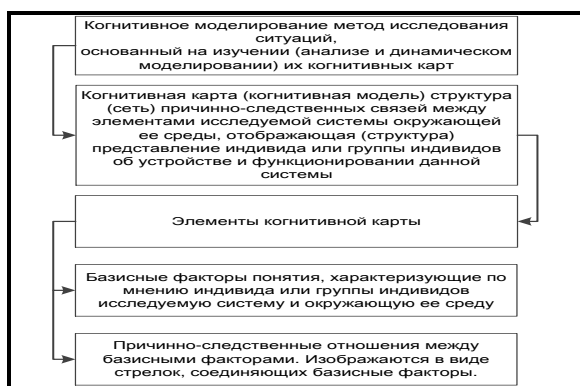 Когнитивное моделирование метод исследования
ситуаций,
основанный на изучении (анализе и динамическом
моделировании) их когнитивных карт
Когнитивная карта (когнитивная модель) структура
(сеть) причинно-следственных связей между
элементами исследуемой системы окружающей
ее среды, отображающая (структура)
представление индивида или группы индивидов
об устройстве и функционировании данной
системы
Элементы когнитивной карты
Базисные факторы понятия, характеризующие по
мнению индивида или группы индивидов
исследуемую систему и окружающую ее среду
Причинно-следственные отношения между
базисными факторами. Изображаются в виде
стрелок, соединяющих базисные факторы.